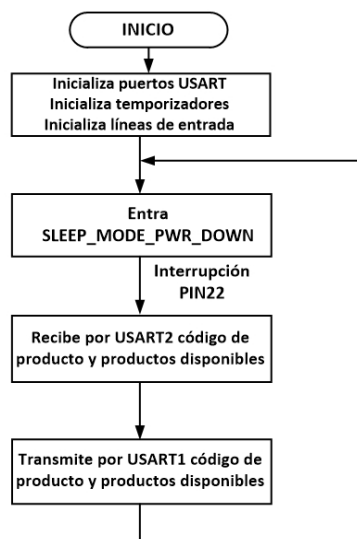 INICIO
Inicializa puertos USART
Inicializa temporizadores
Inicializa líneas de entrada
Entra
SLEEP_MODE_PWR_DOWN
Interrupción
PIN22
Recibe por USART2 código de
producto y productos disponibles
Transmite por USART1 código de
producto y productos disponibles